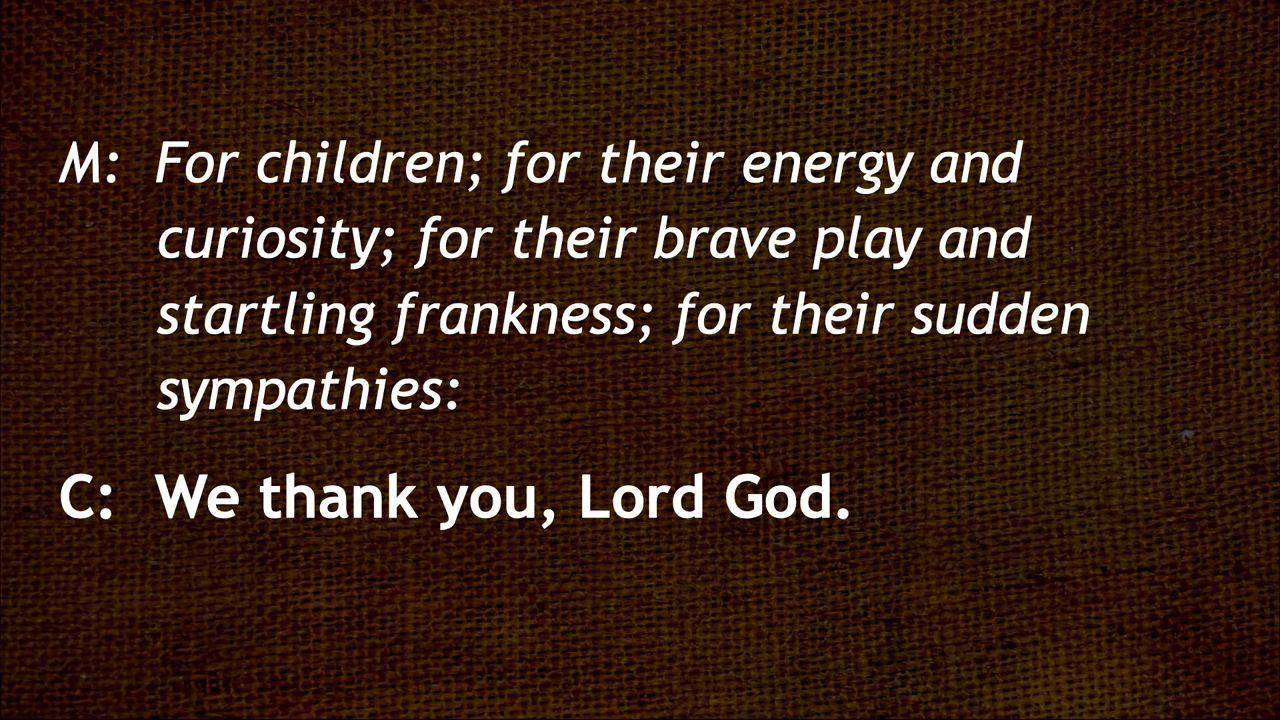 M: For children; for their energy and
curiosity; for their brave play and
startling frankness; for their sudden
sympathies:
C: We thank you, Lord God.